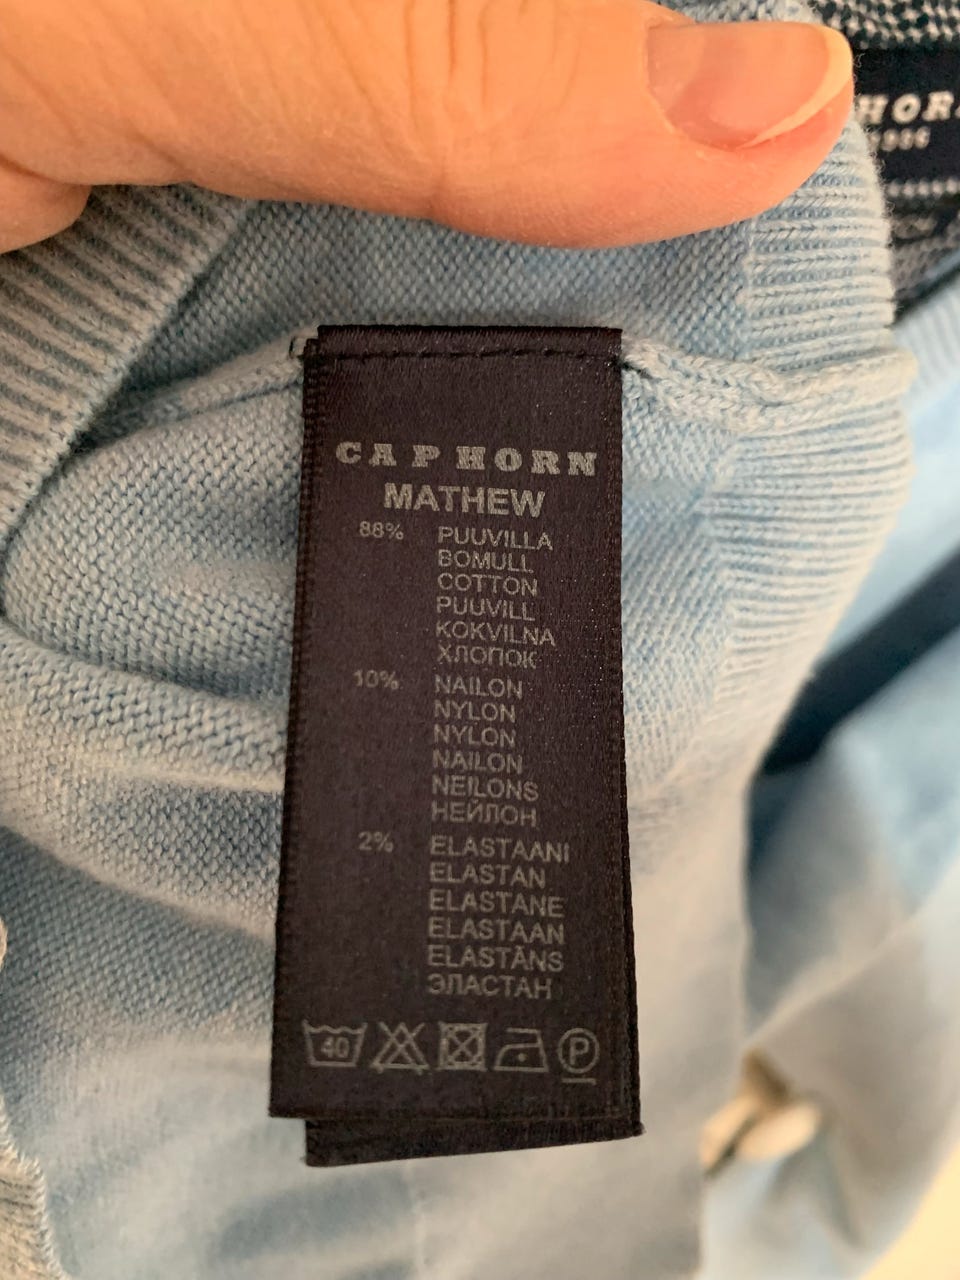 HOR
CAP HORN
MATHEW
88% PUUVILLA
BOMULL
COTTON
PUUVILL
KOKVILNA
ХЛОПОК
10% NAILON
NYLON
NYLON
NAILON
NEILONS
НЕЙЛОН
2% ELASTAANI
ELASTAN
ELASTANE
ELASTAAN
ELASTĀNS
ЭЛАСТАН
40 P